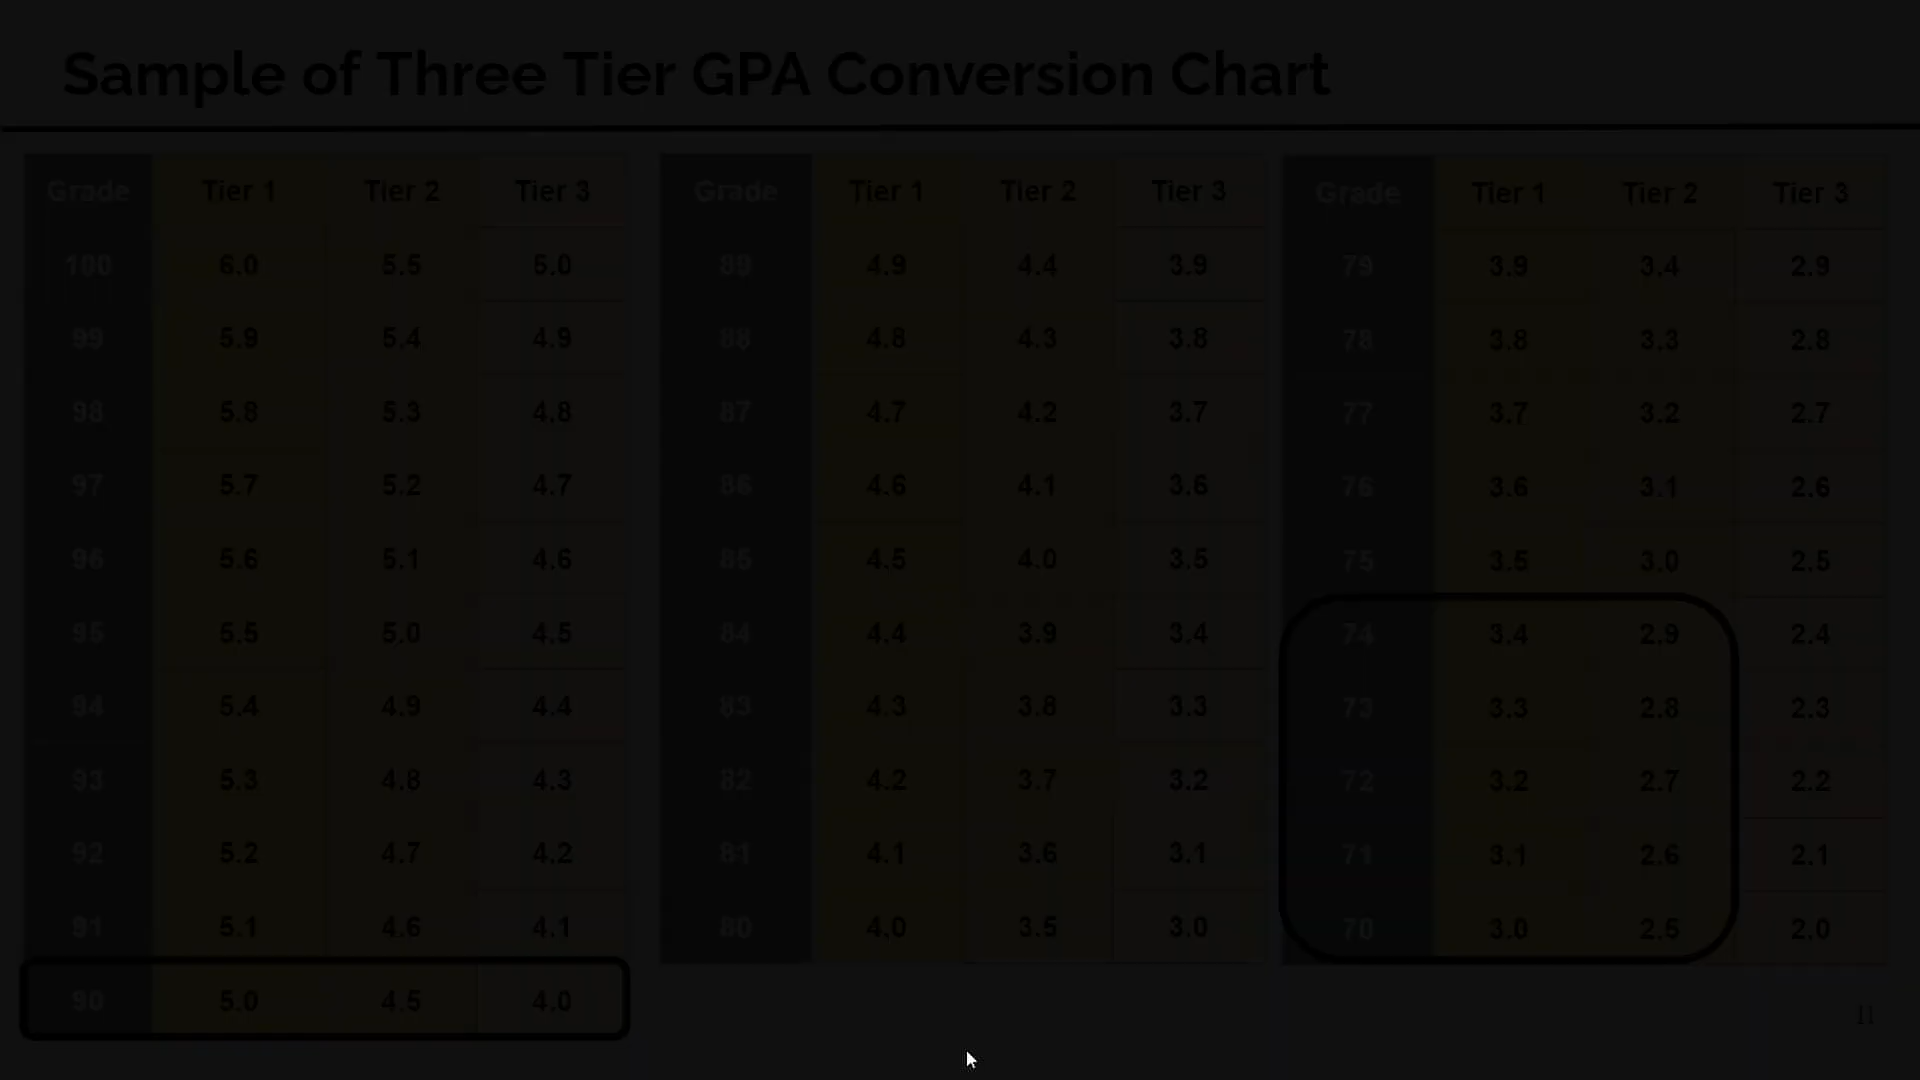 Sample of Three Tier GPA Conversion Chart
Grade Tier 1 Tier 2 Tier 3
100 6.0 5.5 5.0
99 5.9 5.4 4.9
98 5.8 5.3 4.8
97 5.7 5.2 4.7
96 5.6 5.1 4.6
95 5.5 5.0 4.5
94 5.4 4.9 4.4
93 5.3 4.8 4.3
92 5.2 4.7 4.2
91 5.1 4.6 4.1
90 5.0 4.5 4.0
Grade Tier 1 Tier 2 Tier 3
89 4.9 4.4 3.9
88 4.8 4.3 3.8
87 4.7 4.2 3.7
86 4.6 4.1 3.6
85 4.5 4.0 3.5
84 4.4 3.9 3.4
83 4.3 3.8 3.3
82 4.2 3.7 3.2
81 4.1 3.6 3.1
80 4.0 3.5 3.0
Grade Tier 1 Tier 2 Tier 3
79 3.9 3.4 2.9
78 3.8 3.3 2.8
77 3.7 3.2 2.7
76 3.6 3.1 2.6
75 3.5 3.0 2.5
74 3.4 2.9 2.4
73 3.3 2.8 2.3
72 3.2 2.7 2.2
71 3.1 2.6 2.1
70 3.0 2.5 2.0
11